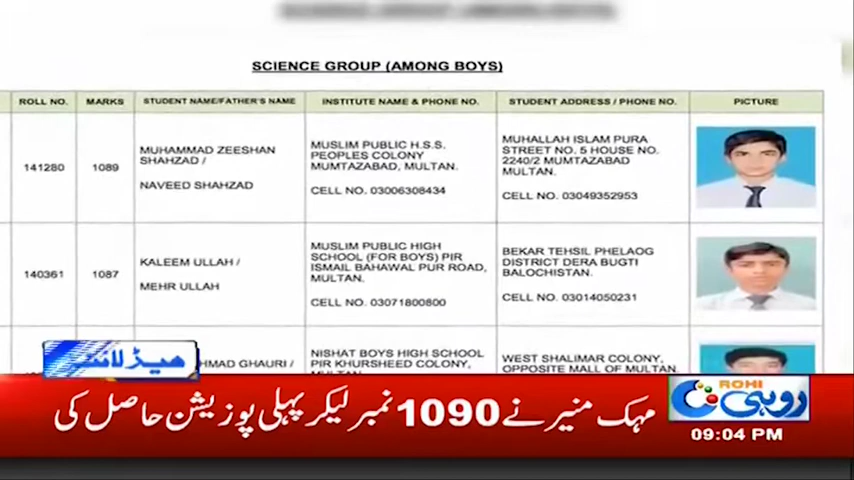 SCIENCE GROUP (AMONG BOYS)
ROLL NO. MARKS STUDENT NAME/FATHER'S NAME INSTITUTE NAME & PHONE NO. STUDENT ADDRESS / PHONE NO. PICTURE
141280
1089
MUHAMMAD ZEESHAN
SHAHZAD /
NAVEED SHAHZAD
MUSLIM PUBLIC H.S.S.
PEOPLES COLONY
MUMTAZABAD, MULTAN.
CELL NO. 03006308434
MUHALLAH ISLAM PURA
STREET NO. 5 HOUSE NO.
2240/2 MUMTAZABAD
MULTAN.
CELL NO. 03049352953
140361
1087
KALEEM ULLAH /
MEHR ULLAH
MUSLIM PUBLIC HIGH
SCHOOL (FOR BOYS) PIR
ISMAIL BAHAWAL PUR ROAD,
MULTAN.
CELL NO. 03071800800
BEKAR TEHSIL PHELAOG
DISTRICT DERA BUGTI
BALOCHISTAN.
CELL NO. 03014050231
GHAURI /
NISHAT BOYS HIGH SCHOOL
PIR KHURSHEED COLONY,
MULTAN.
WEST SHALIMAR COLONY,
OPPOSITE MALL OF MULTAN
ہیڈلائنز
مہک منیر نے 1090 نمبر لیکر پہلی پوزیشن حاصل کی
ROHI
روہی
09:04 PM